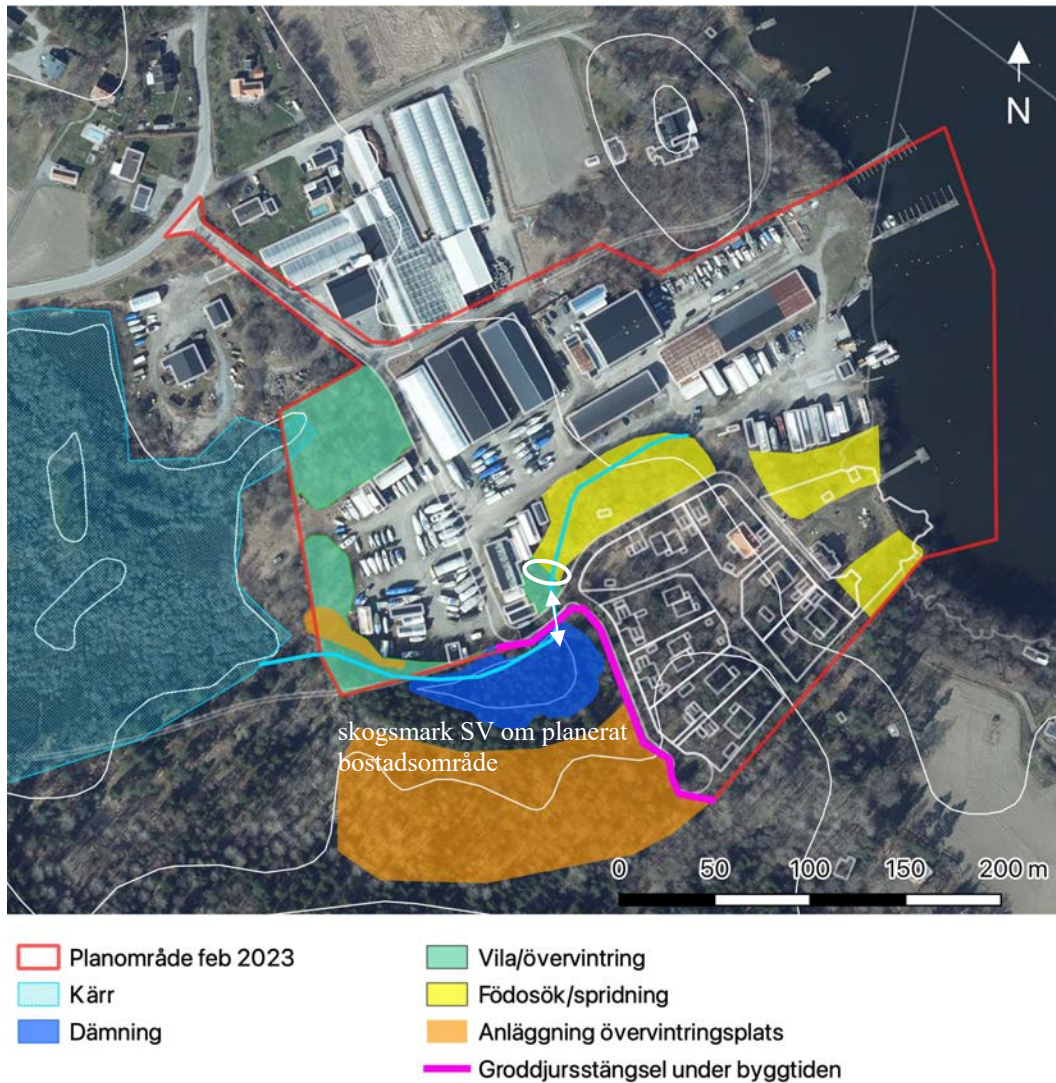 N
skogsmark SV om planerat
bostadsområde
0 50 100 150 200 m
Planområde feb 2023
Kärr
Dämning
Vila/övervintring
Födosök/spridning
Anläggning övervintringsplats
Groddjursstängsel under byggtiden